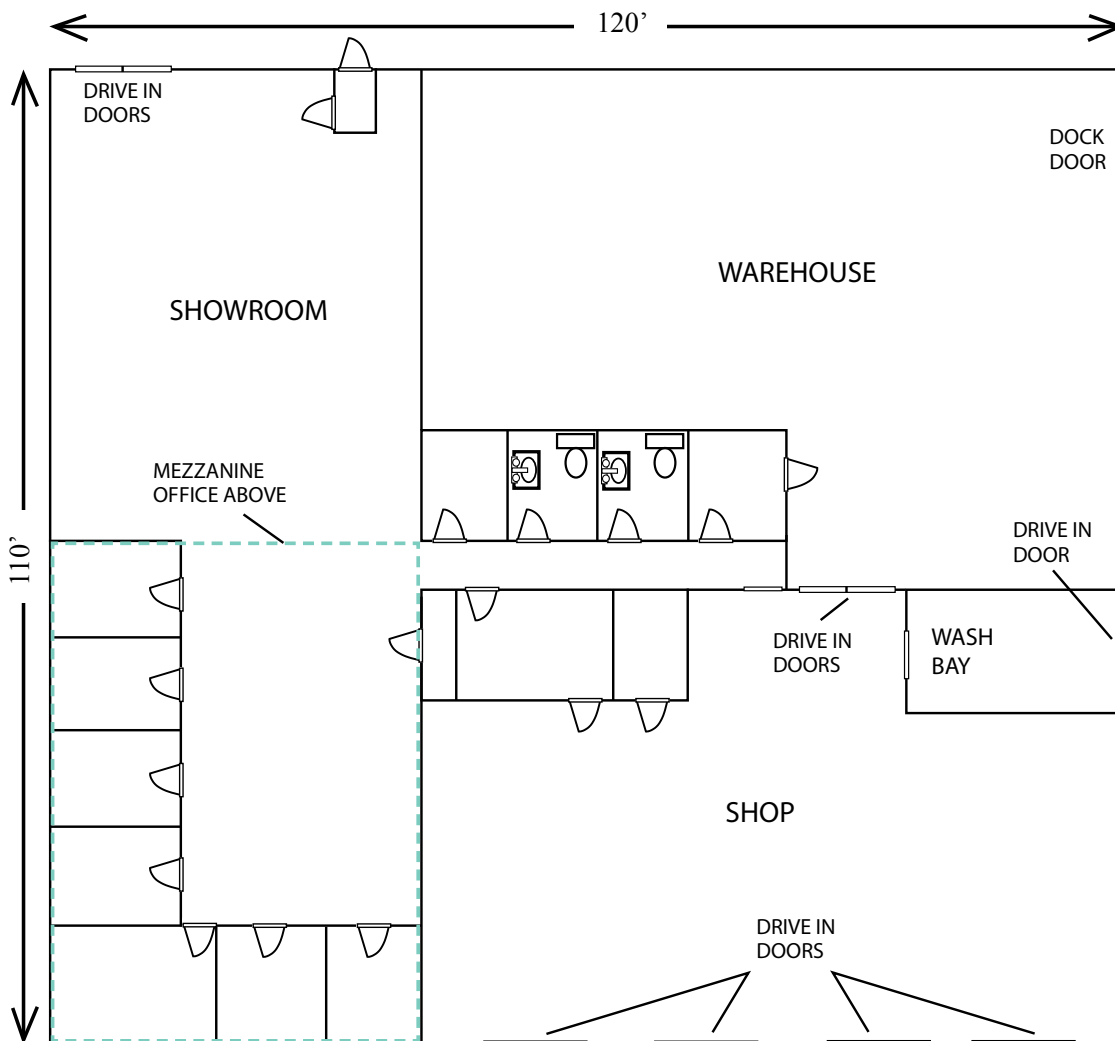 120’
DRIVE IN
DOORS
DOCK
DOOR
WAREHOUSE
SHOWROOM
MEZZANINE
OFFICE ABOVE
110’
DRIVE IN
DOOR
DRIVE IN
DOORS
WASH
BAY
SHOP
DRIVE IN
DOORS